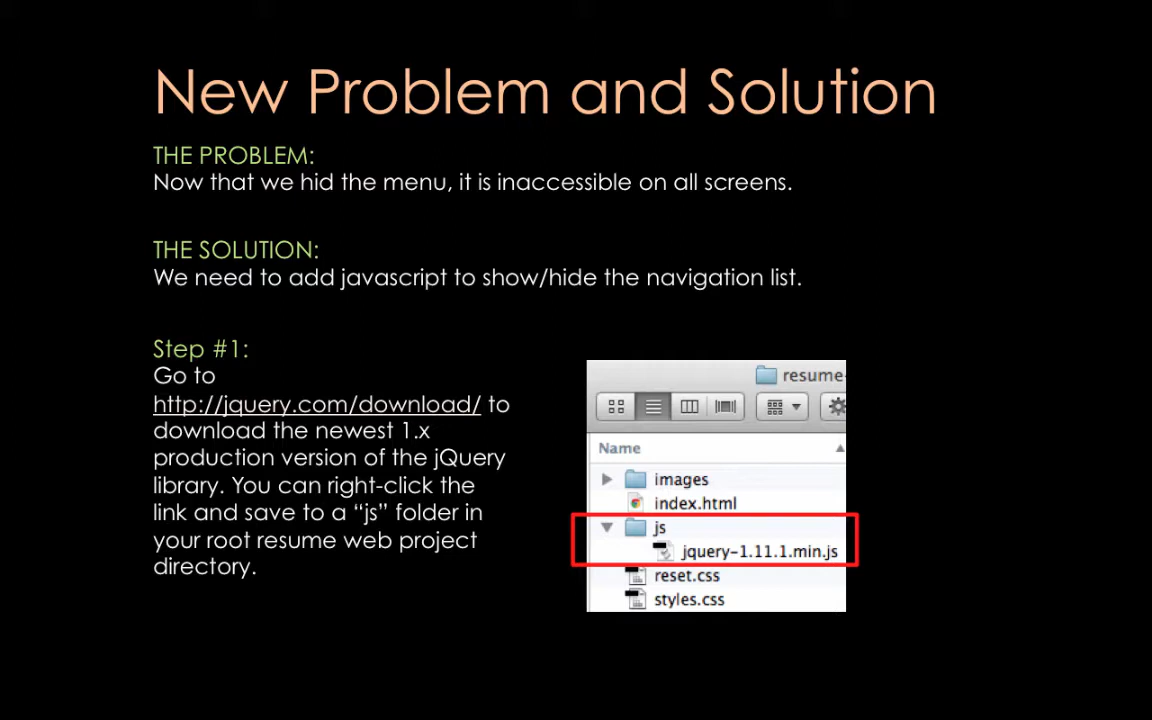 New Problem and Solution
THE PROBLEM:
Now that we hid the menu, it is inaccessible on all screens.
THE SOLUTION:
We need to add javascript to show/hide the navigation list.
Step #1:
Go to
http://jquery.com/download/ to
download the newest 1.x
production version of the jQuery
library. You can right-click the
link and save to a “js” folder in
your root resume web project
directory.
resume-
Name
images
index.html
js
jquery-1.11.1.min.js
reset.css
styles.css